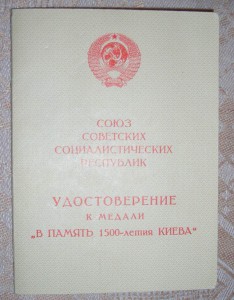 СОЮЗ
СОВЕТСКИХ
СОЦИАЛИСТИЧЕСКИХ
РЕСПУБЛИК
УДОСТОВЕРЕНИЕ
К МЕДАЛИ
„В ПАМЯТЬ 1500-летия КИЕВА“